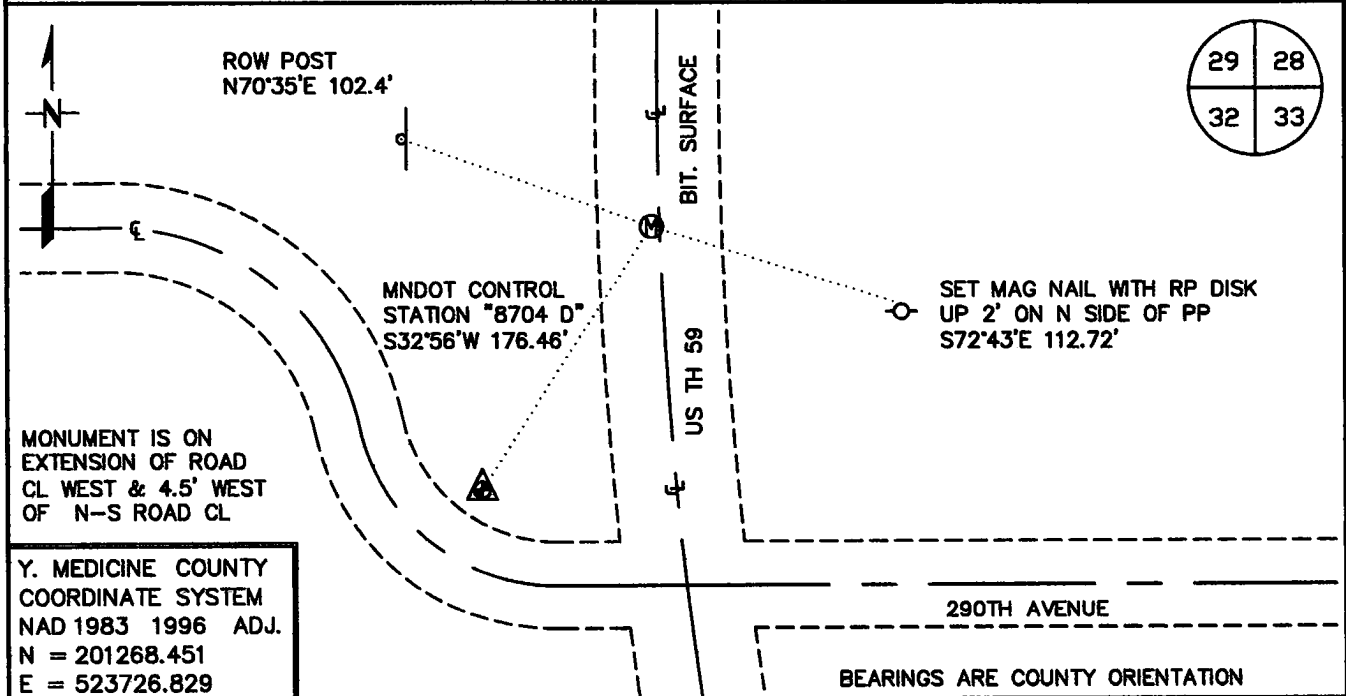 ROW POST
N70°35'E 102.4'
N
29 28
32 33
BIT. SURFACE
℄
℄
M
MNDOT CONTROL
STATION "8704 D"
S32°56'W 176.46'
SET MAG NAIL WITH RP DISK
UP 2' ON N SIDE OF PP
S72°43'E 112.72'
US TH 59
℄
MONUMENT IS ON
EXTENSION OF ROAD
CL WEST & 4.5' WEST
OF N-S ROAD CL
Y. MEDICINE COUNTY
COORDINATE SYSTEM
NAD 1983 1996 ADJ.
N = 201268.451
E = 523726.829
290TH AVENUE
BEARINGS ARE COUNTY ORIENTATION